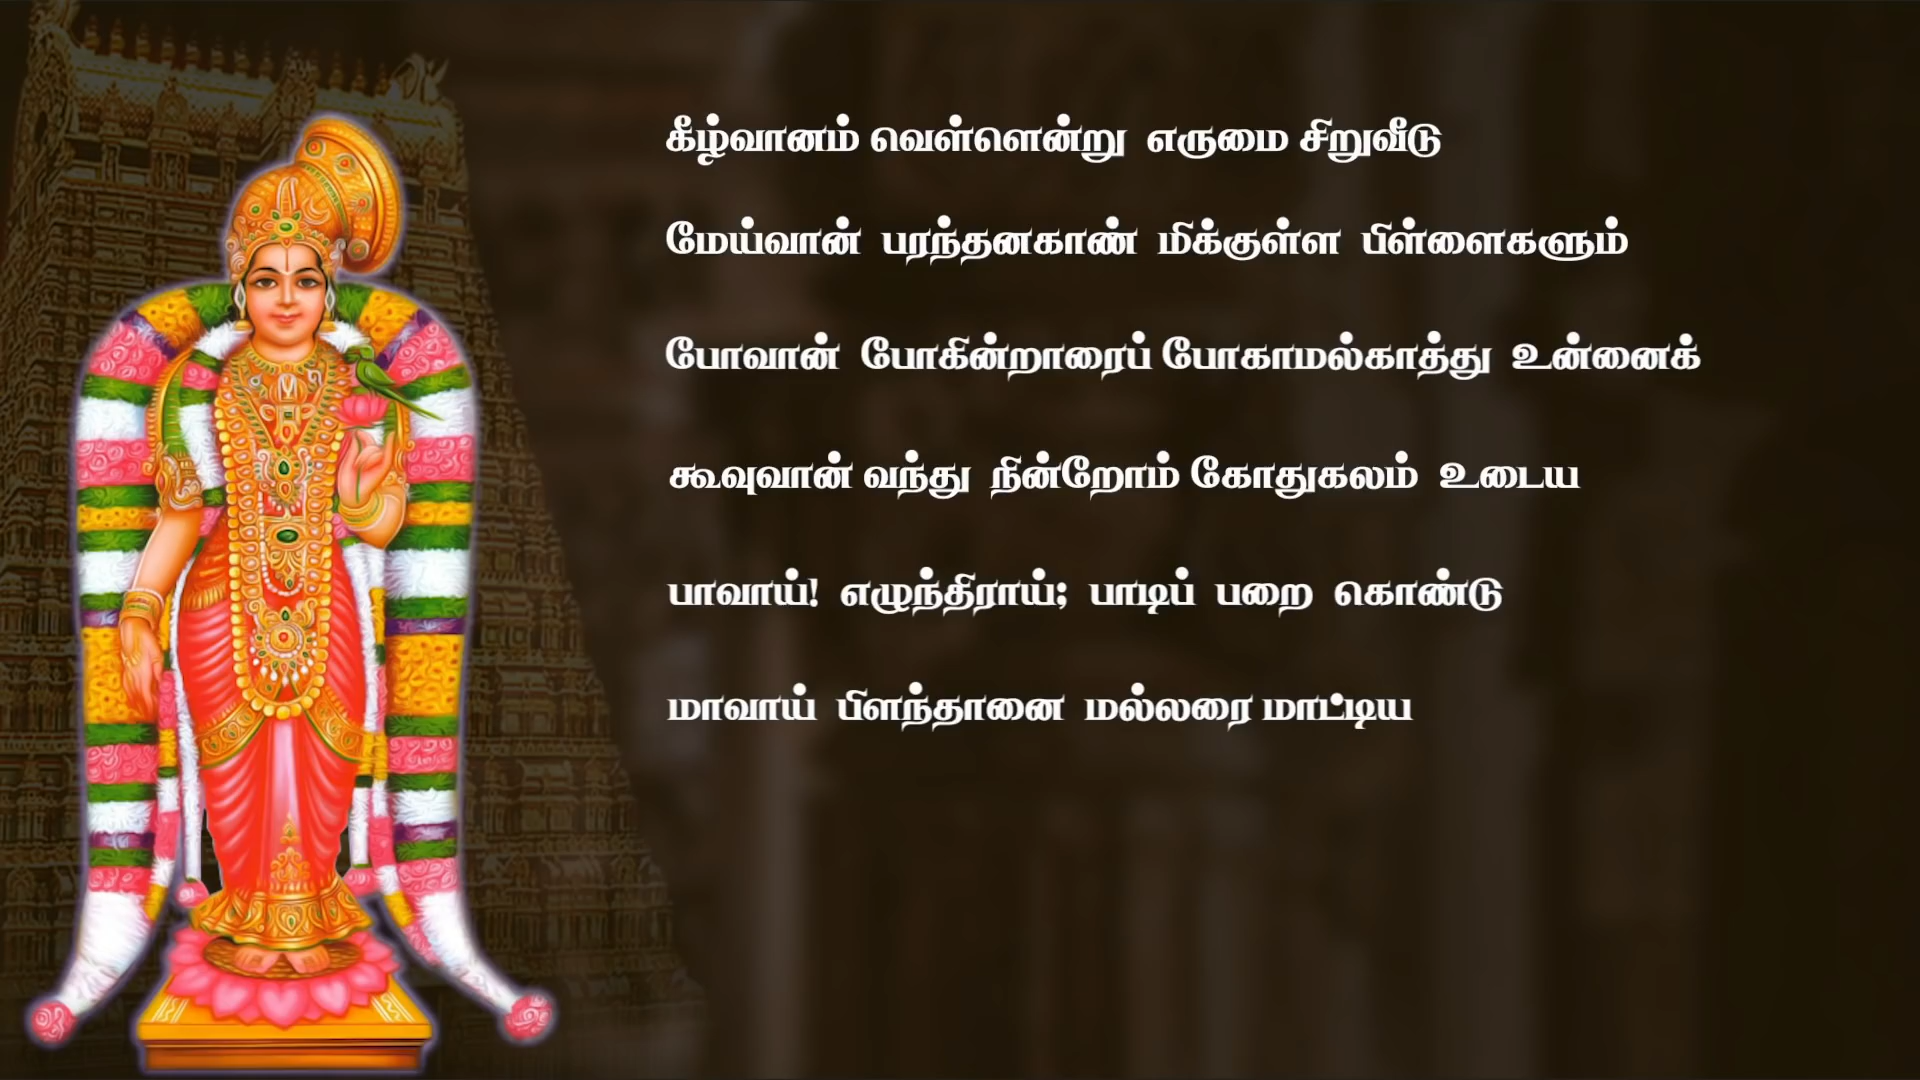 கீழ்வானம் வெள்ளென்று எருமை சிறுவீடு
மேய்வான் பரந்தனகாண் மிக்குள்ள பிள்ளைகளும்
போவான் போகின்றாரைப் போகாமல்காத்து உன்னைக்
கூவுவான் வந்து நின்றோம் கோதுகலம் உடைய
பாவாய்! எழுந்திராய்; பாடிப் பறை கொண்டு
மாவாய் பிளந்தானை மல்லரை மாட்டிய